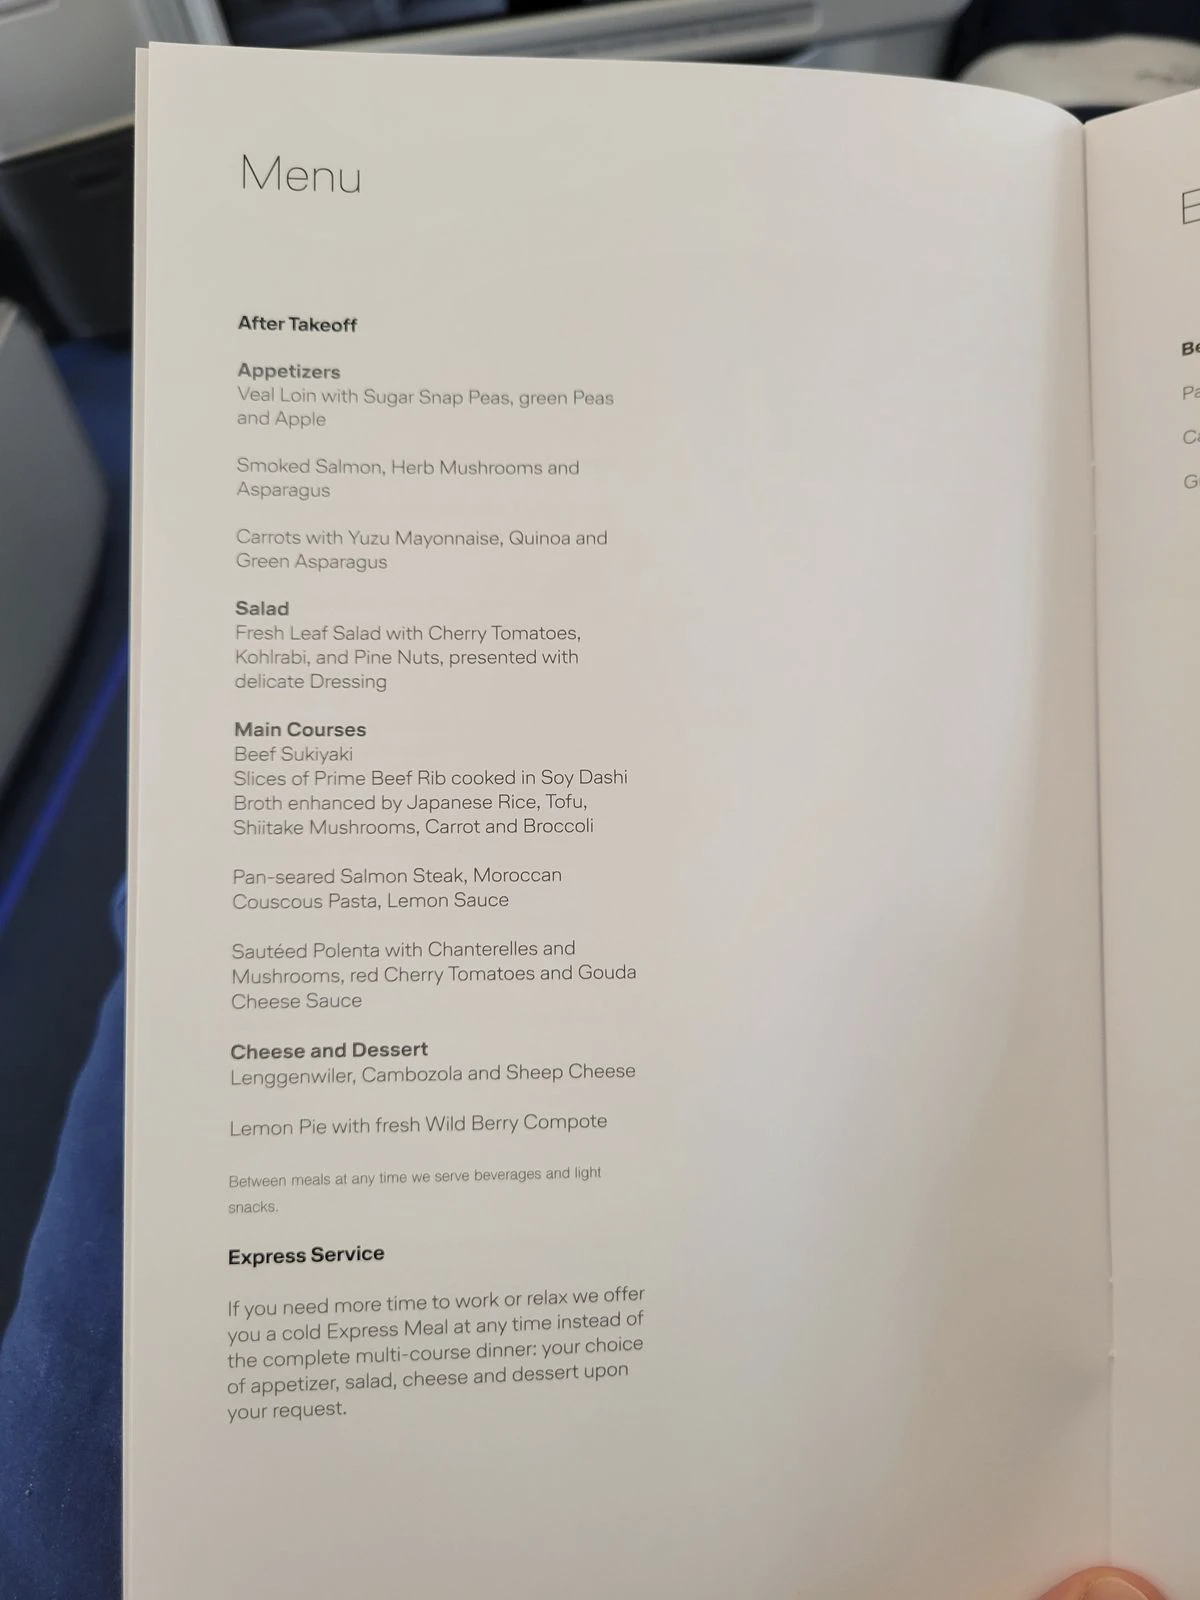 Menu
After Takeoff
Appetizers
Veal Loin with Sugar Snap Peas, green Peas
and Apple
Smoked Salmon, Herb Mushrooms and
Asparagus
Carrots with Yuzu Mayonnaise, Quinoa and
Green Asparagus
Salad
Fresh Leaf Salad with Cherry Tomatoes,
Kohlrabi, and Pine Nuts, presented with
delicate Dressing
Main Courses
Beef Sukiyaki
Slices of Prime Beef Rib cooked in Soy Dashi
Broth enhanced by Japanese Rice, Tofu,
Shiitake Mushrooms, Carrot and Broccoli
Pan-seared Salmon Steak, Moroccan
Couscous Pasta, Lemon Sauce
Sautéed Polenta with Chanterelles and
Mushrooms, red Cherry Tomatoes and Gouda
Cheese Sauce
Cheese and Dessert
Lenggenwiler, Cambozola and Sheep Cheese
Lemon Pie with fresh Wild Berry Compote
Between meals at any time we serve beverages and light
snacks.
Express Service
If you need more time to work or relax we offer
you a cold Express Meal at any time instead of
the complete multi-course dinner: your choice
of appetizer, salad, cheese and dessert upon
your request.